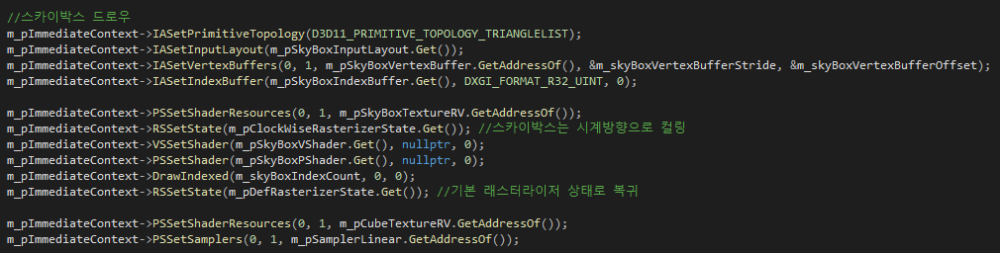 //스카이박스 드로우
m_pImmediateContext->IASetPrimitiveTopology(D3D11_PRIMITIVE_TOPOLOGY_TRIANGLELIST);
m_pImmediateContext->IASetInputLayout(m_pSkyBoxInputLayout.Get());
m_pImmediateContext->IASetVertexBuffers(0, 1, m_pSkyBoxVertexBuffer.GetAddressOf(), &m_skyBoxVertexBufferStride, &m_skyBoxVertexBufferOffset);
m_pImmediateContext->IASetIndexBuffer(m_pSkyBoxIndexBuffer.Get(), DXGI_FORMAT_R32_UINT, 0);
m_pImmediateContext->PSSetShaderResources(0, 1, m_pSkyBoxTextureRV.GetAddressOf());
m_pImmediateContext->RSSetState(m_pClockWiseRasterizerState.Get()); //스카이박스는 시계방향으로 컬링
m_pImmediateContext->VSSetShader(m_pSkyBoxVShader.Get(), nullptr, 0);
m_pImmediateContext->PSSetShader(m_pSkyBoxPShader.Get(), nullptr, 0);
m_pImmediateContext->DrawIndexed(m_skyBoxIndexCount, 0, 0);
m_pImmediateContext->RSSetState(m_pDefRasterizerState.Get()); //기본 래스터라이저 상태로 복귀
m_pImmediateContext->PSSetShaderResources(0, 1, m_pCubeTextureRV.GetAddressOf());
m_pImmediateContext->PSSetSamplers(0, 1, m_pSamplerLinear.GetAddressOf());